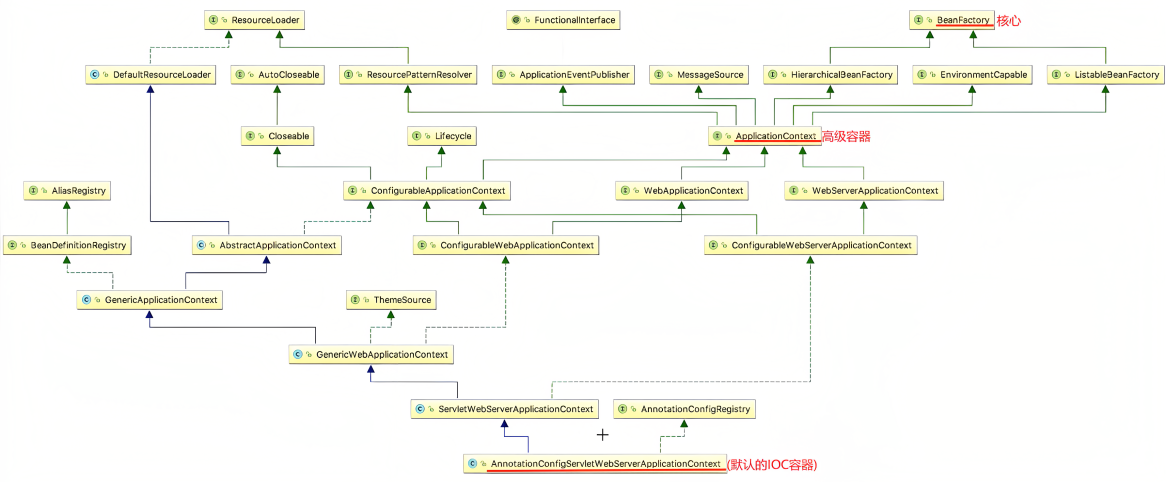 ResourceLoader
FunctionalInterface
BeanFactory 核心
DefaultResourceLoader
AutoCloseable
ResourcePatternResolver
ApplicationEventPublisher
MessageSource
HierarchicalBeanFactory
EnvironmentCapable
ListableBeanFactory
Closeable
Lifecycle
ApplicationContext 高级容器
AliasRegistry
ConfigurableApplicationContext
WebApplicationContext
WebServerApplicationContext
BeanDefinitionRegistry
AbstractApplicationContext
ConfigurableWebApplicationContext
ConfigurableWebServerApplicationContext
GenericApplicationContext
ThemeSource
GenericWebApplicationContext
ServletWebServerApplicationContext
AnnotationConfigRegistry
AnnotationConfigServletWebServerApplicationContext (默认的IOC容器)